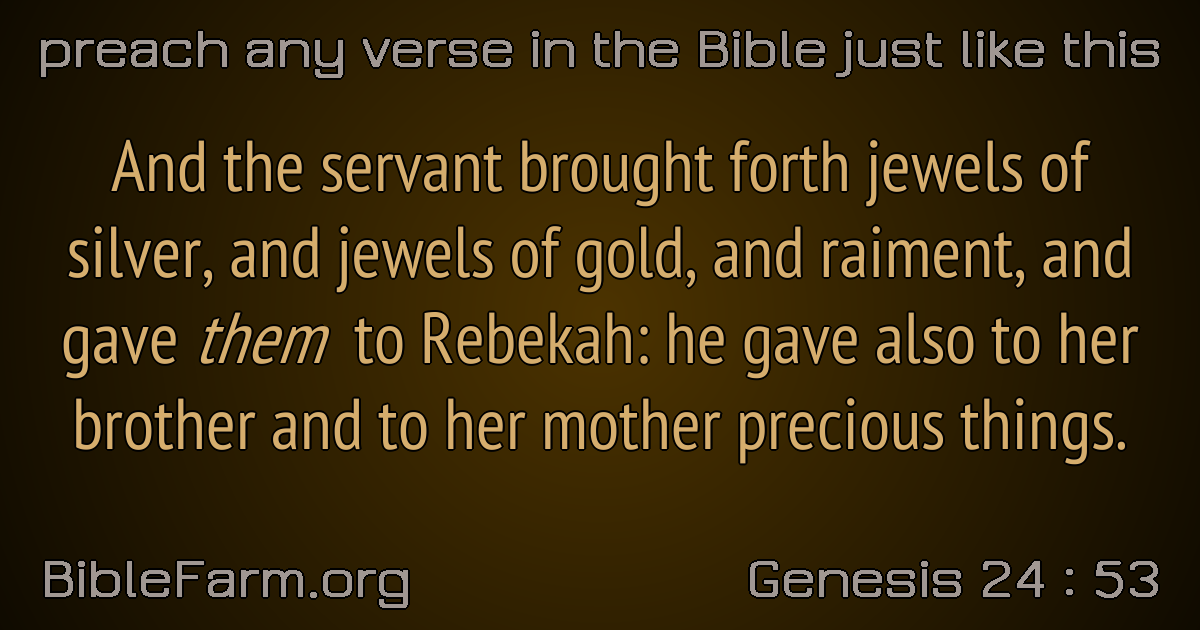 preach any verse in the Bible just like this
And the servant brought forth jewels of
silver, and jewels of gold, and raiment, and
gave them to Rebekah: he gave also to her
brother and to her mother precious things.
BibleFarm.org
Genesis 24 : 53